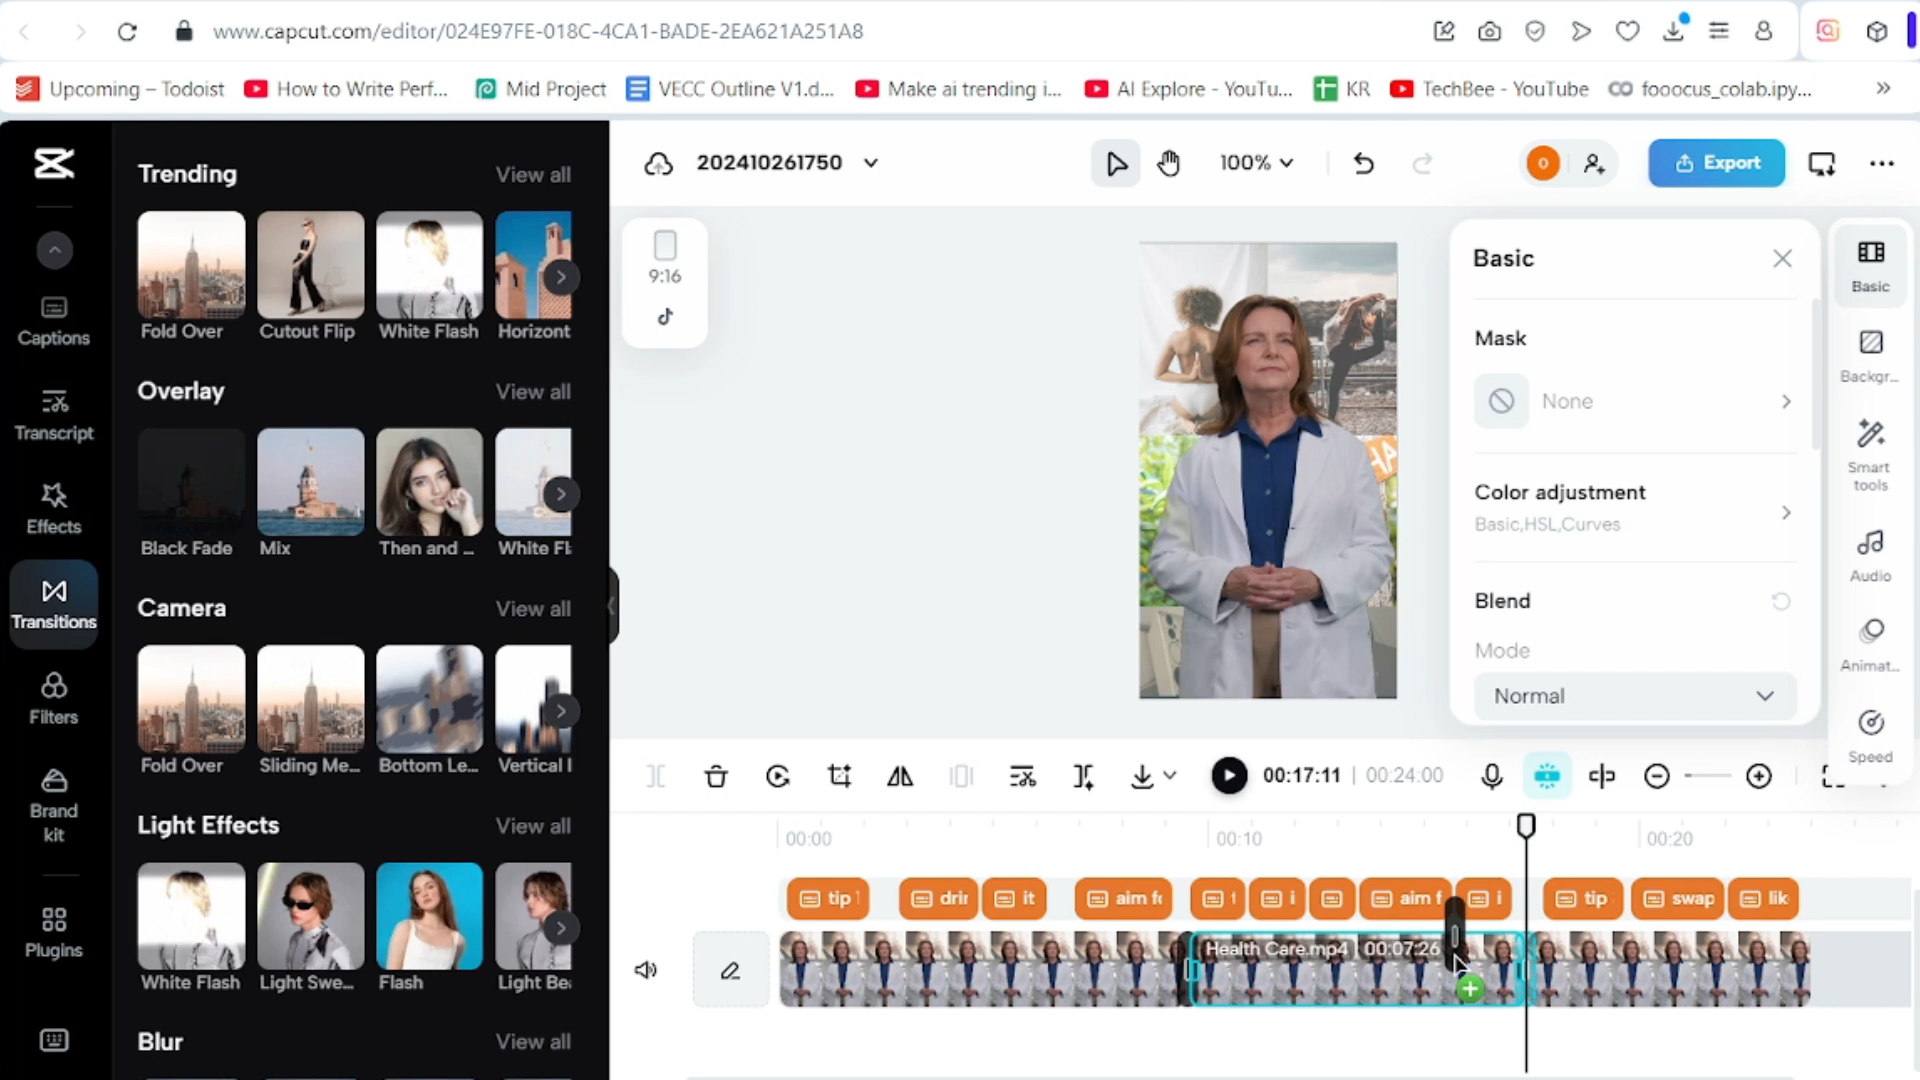 www.capcut.com/editor/024E97FE-018C-4CA1-BADE-2EA621A251A8
Upcoming – Todoist
How to Write Perf...
Mid Project
VECC Outline V1.d...
Make ai trending i...
AI Explore - YouTu...
KR
TechBee - YouTube
fooocus_colab.ipy...
Captions
Transcript
Effects
Transitions
Filters
Brand
kit
Plugins
Trending
View all
Fold Over
Cutout Flip
White Flash
Horizont
Overlay
View all
Black Fade
Mix
Then and ...
White Fl
Camera
View all
Fold Over
Sliding Me...
Bottom Le...
Vertical
Light Effects
View all
White Flash
Light Swe...
Flash
Light Be
Blur
View all
202410261750
100%
Export
9:16
Basic
Mask
None
Color adjustment
Basic,HSL,Curves
Blend
Mode
Normal
Basic
Backgr...
Smart
tools
Audio
Animat...
Speed
00:17:11 | 00:24:00
00:00
00:10
00:20
tip
drin
it
aim fo
i
aim f
i
tip
swap
lik
Health Care.mp4 | 00:07:26